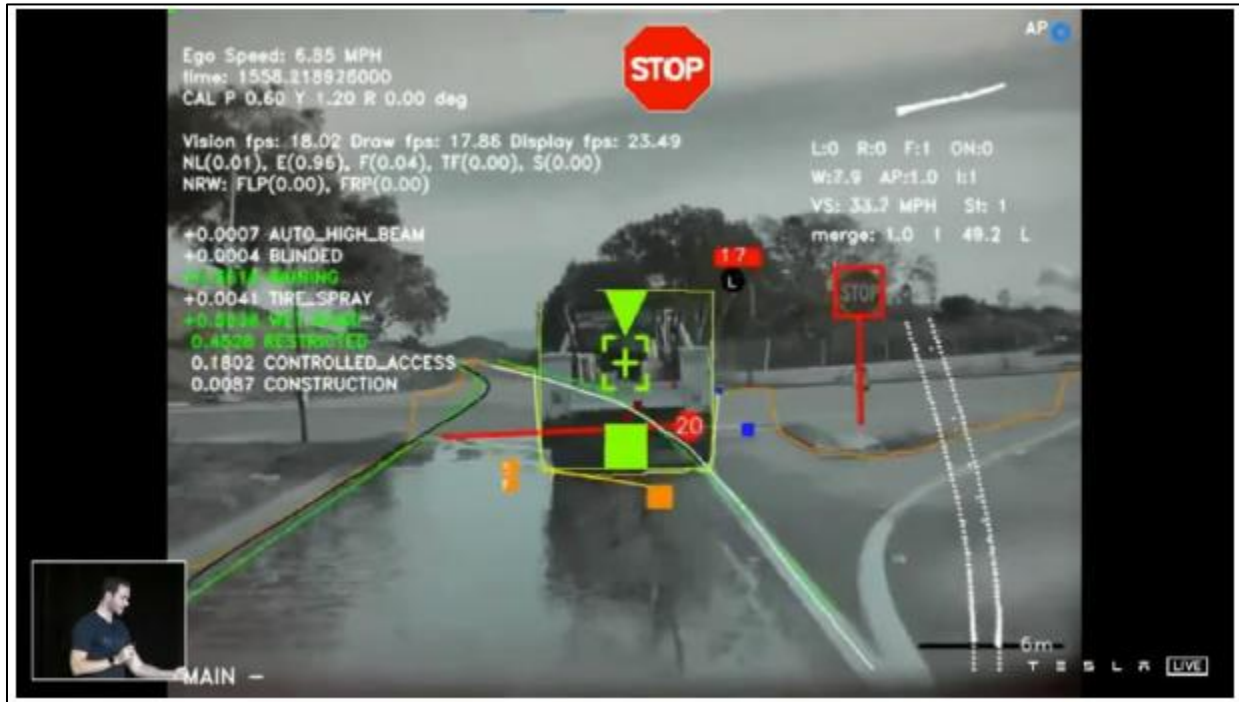 AP
STOP
Ego Speed: 6.85 MPH
time: 1558.218926000
CAL P 0.60 Y 1.20 R 0.00 deg
Vision fps: 18.02 Draw fps: 17.86 Display fps: 23.49
NL(0.01), E(0.96), F(0.04), TF(0.00), S(0.00)
NRW: FLP(0.00), FRP(0.00)
L:0 R:0 F:1 ON:0
W:7.9 AP:1.0 I:1
VS: 33.7 MPH St: 1
merge: 1.0 1 49.2 L
+0.0007 AUTO_HIGH_BEAM
+0.0004 BLINDED
RAINING
+0.0041 TIRE_SPRAY
0.4528 RESTRICTED
0.1802 CONTROLLED_ACCESS
0.0087 CONSTRUCTION
17
L
STOP
20
6m
TESLA LIVE
MAIN -